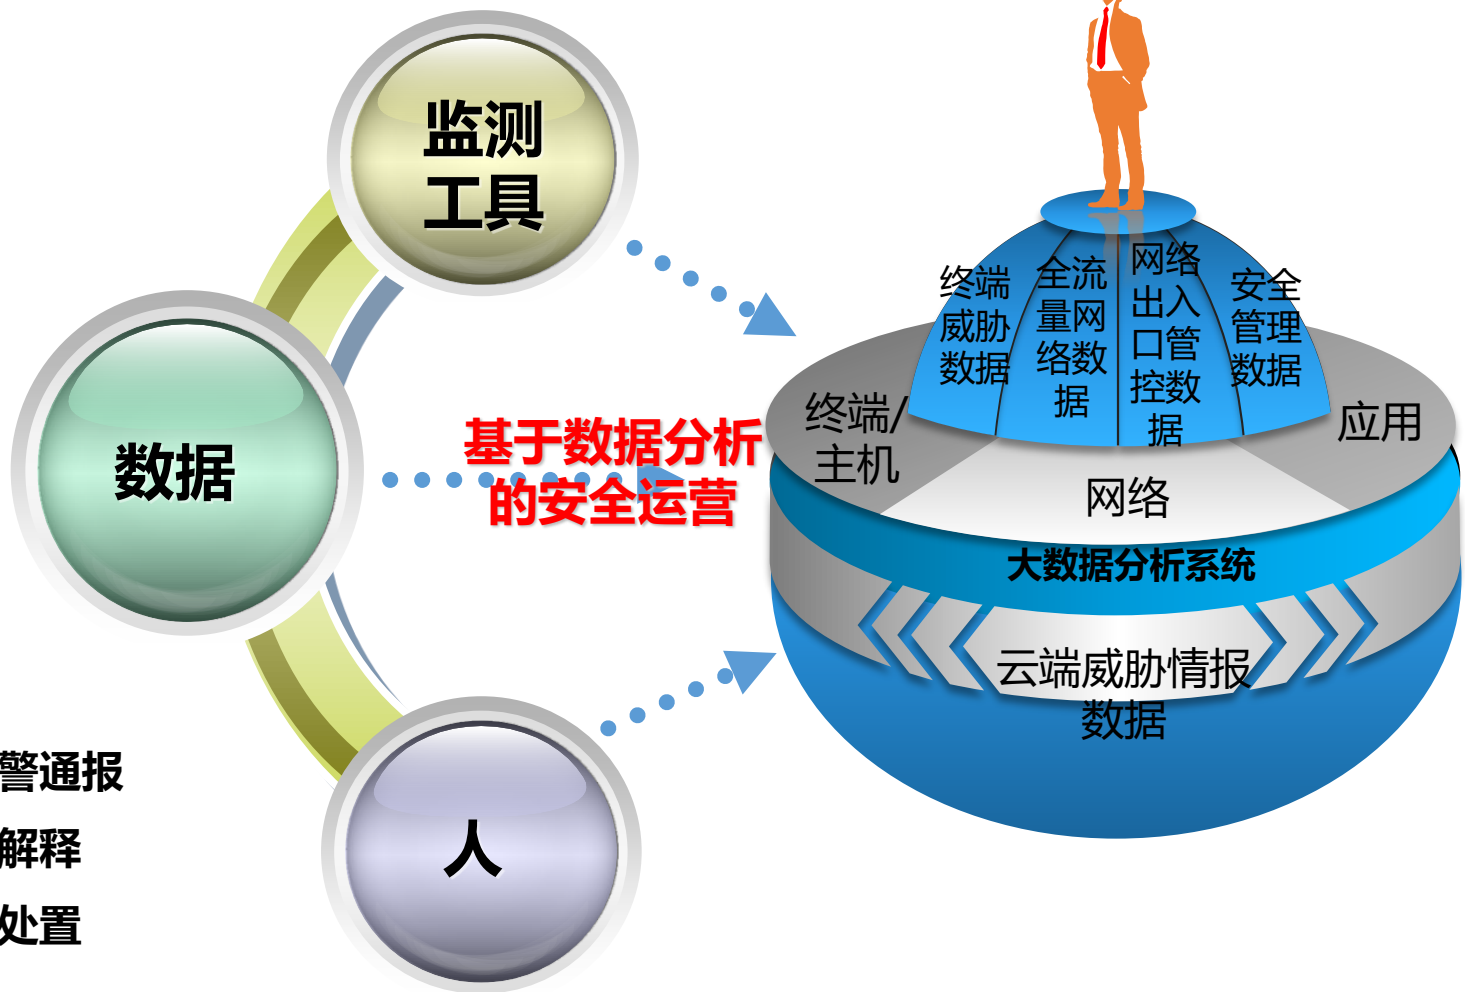 监测
工具
数据
人
警通报
解释
处置
基于数据分析
的安全运营
终端
威胁
数据
全流
量网
络数
据
网络
出入
口管
控数
据
安全
管理
数据
终端/
主机
网络
应用
大数据分析系统
云端威胁情报
数据